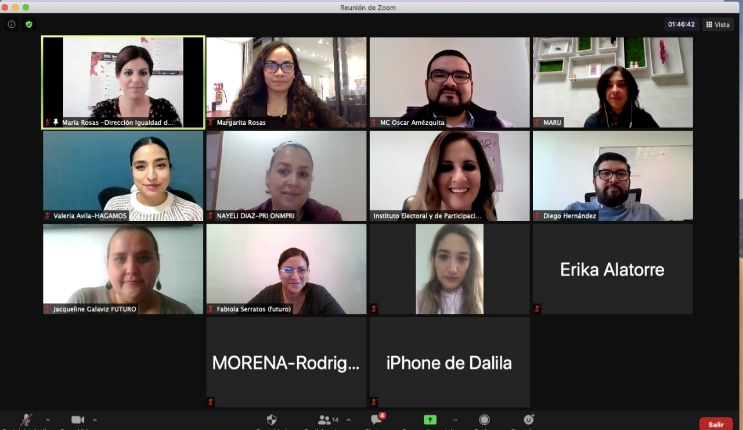 Reunión de Zoom
01:46:42
Vista
María Rosas -Dirección Igualdad d...
Margarita Rosas
MC Oscar Amézquita
MARU
Valeria Avila-HAGAMOS
NAYELI DIAZ-PRI ONMPRI
Instituto Electoral y de Participaci...
Diego Hernández
Jacqueline Galaviz FUTURO
Fabiola Serratos (futuro)
Erika Alatorre
MORENA-Rodrig...
iPhone de Dalila
14
Salir